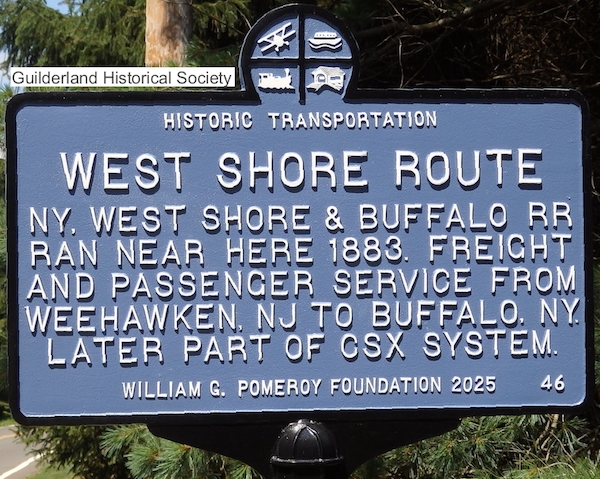 Guilderland Historical Society
HISTORIC TRANSPORTATION
WEST SHORE ROUTE
NY, WEST SHORE & BUFFALO RR
RAN NEAR HERE 1883. FREIGHT
AND PASSENGER SERVICE FROM
WEEHAWKEN, NJ TO BUFFALO, NY.
LATER PART OF CSX SYSTEM.
WILLIAM G. POMEROY FOUNDATION 2025 46